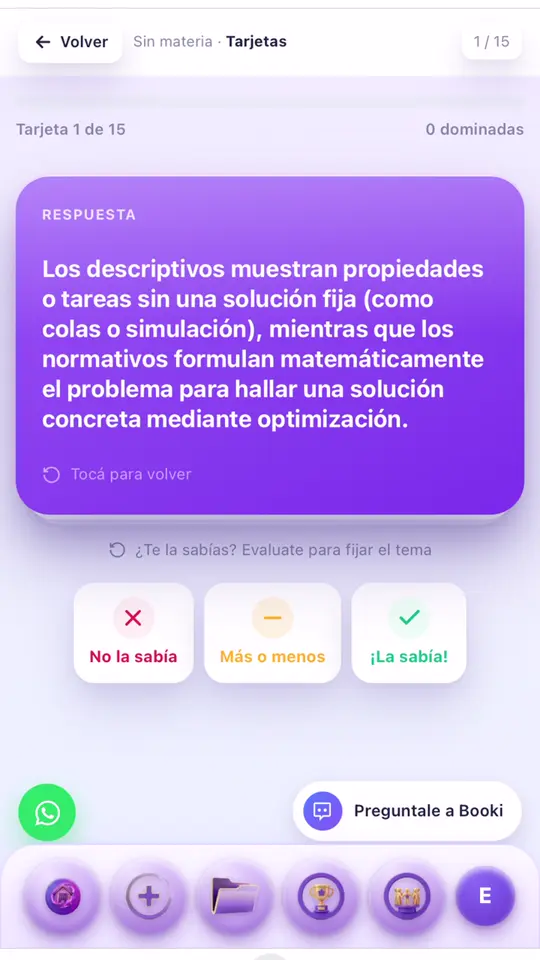 Volver
Sin materia · Tarjetas
1 / 15
Tarjeta 1 de 15
0 dominadas
RESPUESTA
Los descriptivos muestran propiedades
o tareas sin una solución fija (como
colas o simulación), mientras que los
normativos formulan matemáticamente
el problema para hallar una solución
concreta mediante optimización.
Tocá para volver
¿Te la sabías? Evaluate para fijar el tema
No la sabía
Más o menos
¡La sabía!
Preguntale a Booki
E